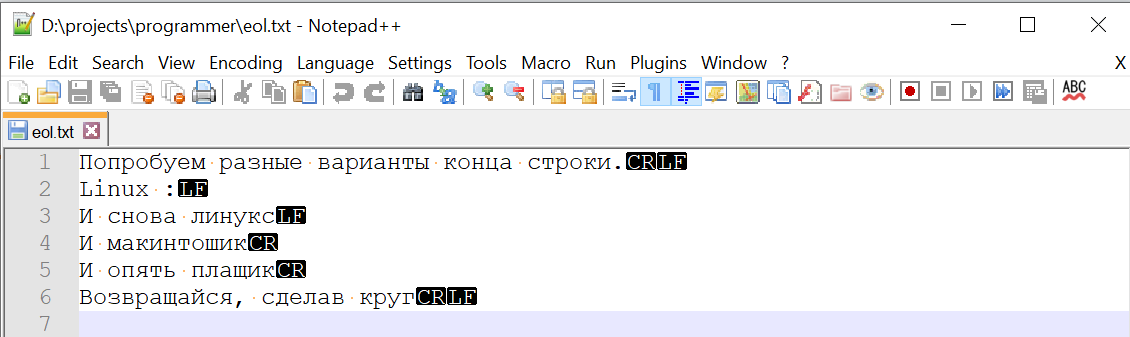 D:\projects\programmer\eol.txt - Notepad++
File Edit Search View Encoding Language Settings Tools Macro Run Plugins Window ? X
ABC
eol.txt
1 Попробуем разные варианты конца строки.CRLF
2 Linux :LF
3 И снова линуксLF
4 И макинтошикCR
5 И опять плащикCR
6 Возвращайся, сделав кругCRLF
7